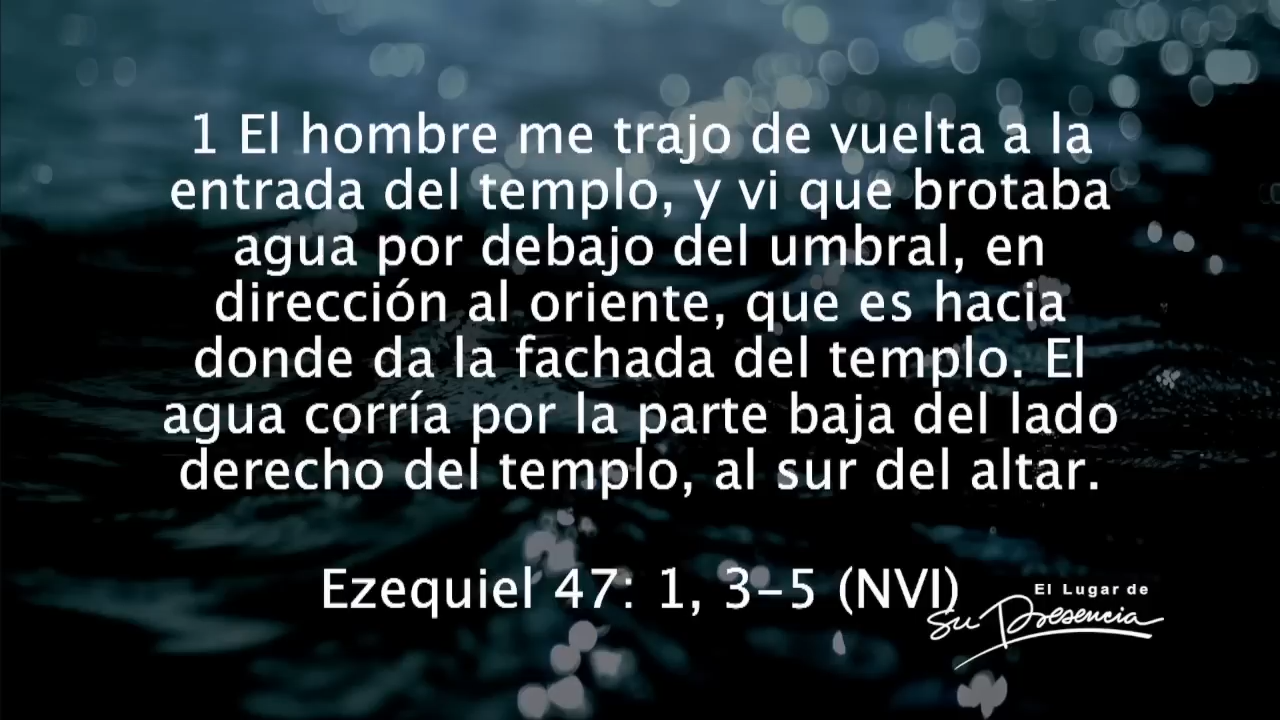 1 El hombre me trajo de vuelta a la
entrada del templo, y vi que brotaba
agua por debajo del umbral, en
dirección al oriente, que es hacia
donde da la fachada del templo. El
agua corría por la parte baja del lado
derecho del templo, al sur del altar.
Ezequiel 47: 1, 3-5 (NVI)
El Lugar de
Su Presencia